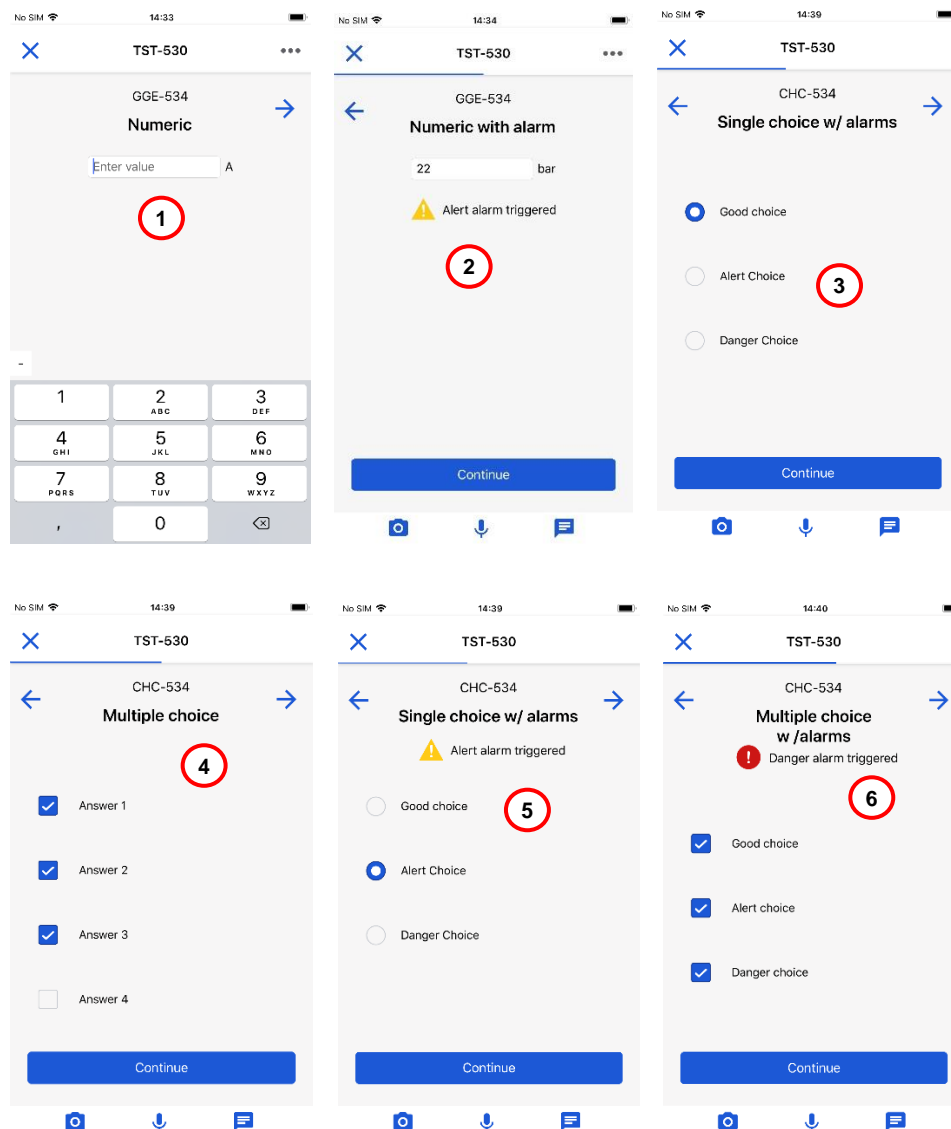 No SIM 14:33
TST-530
GGE-534
Numeric
Enter value A
1
-
1 2 3
ABC DEF
4 5 6
GHI JKL MNO
7 8 9
PQRS TUV WXYZ
, 0
No SIM 14:34
TST-530
GGE-534
Numeric with alarm
22 bar
Alert alarm triggered
2
Continue
No SIM 14:39
TST-530
CHC-534
Single choice w/ alarms
Good choice
Alert Choice
3
Danger Choice
Continue
No SIM 14:39
TST-530
CHC-534
Multiple choice
4
Answer 1
Answer 2
Answer 3
Answer 4
Continue
No SIM 14:39
TST-530
CHC-534
Single choice w/ alarms
Alert alarm triggered
Good choice
5
Alert Choice
Danger Choice
Continue
No SIM 14:40
TST-530
CHC-534
Multiple choice
w /alarms
! Danger alarm triggered
6
Good choice
Alert choice
Danger choice
Continue